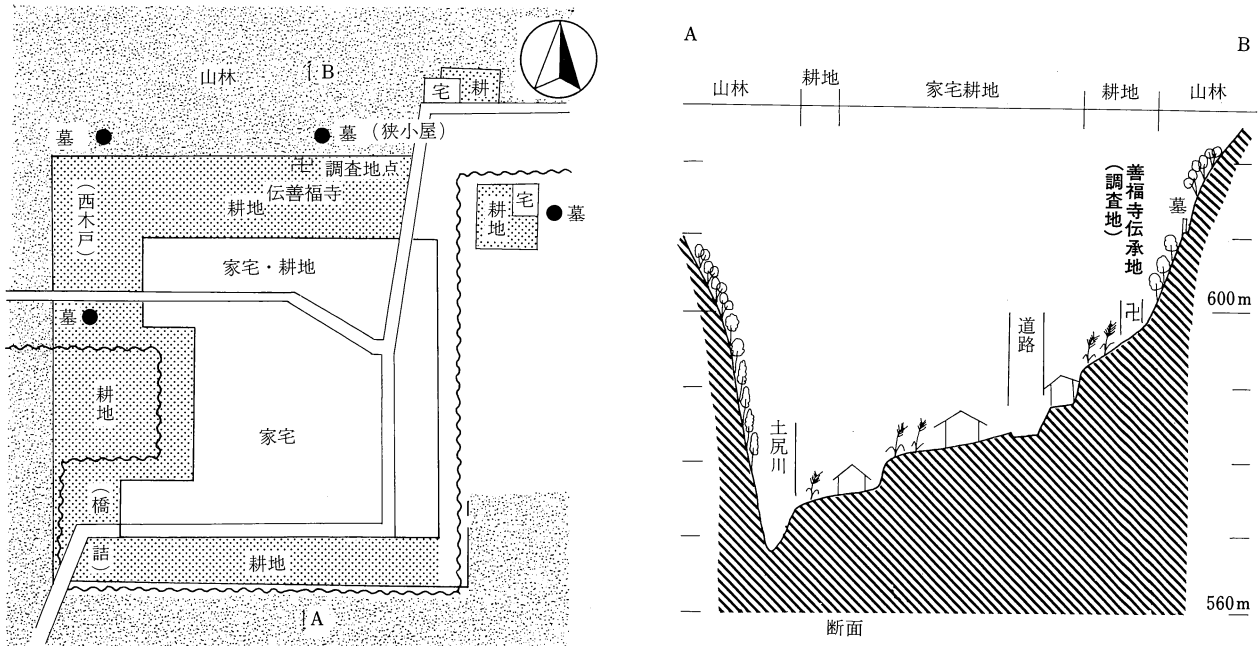 山林
B
宅
耕
墓
墓(狭小屋)
卍 調査地点
伝善福寺
耕地
(西木戸)
耕地
宅
墓
家宅・耕地
墓
耕地
家宅
(橋
詰)
耕地
A
A
B
山林
耕地
家宅耕地
耕地
山林
善福寺伝承地
(調査地)
墓
600m
卍
道路
土尻川
560m
断面